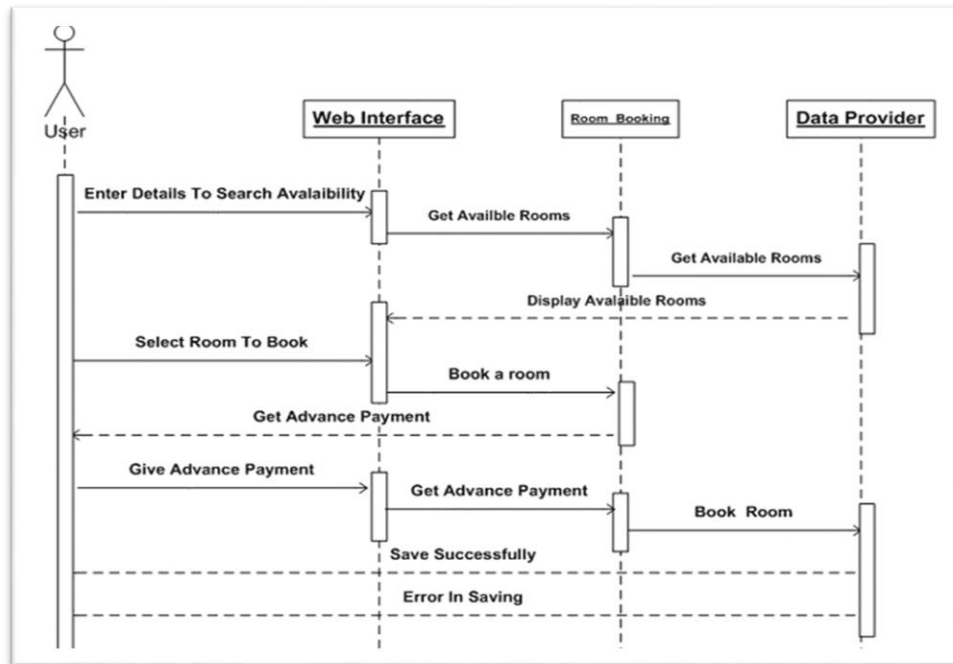 User
Web Interface
Room Booking
Data Provider
Enter Details To Search Avalaibility
Get Availble Rooms
Get Available Rooms
Display Avalaible Rooms
Select Room To Book
Book a room
Get Advance Payment
Give Advance Payment
Get Advance Payment
Book Room
Save Successfully
Error In Saving